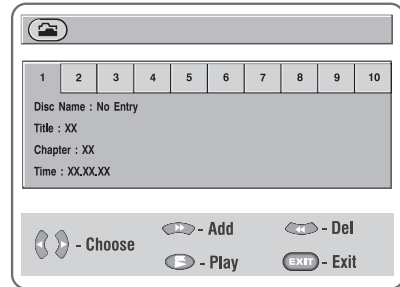 1 2 3 4 5 6 7 8 9 10
Disc Name : No Entry
Title : XX
Chapter : XX
Time : XX.XX.XX
- Choose - Add - Del
- Play EXIT - Exit